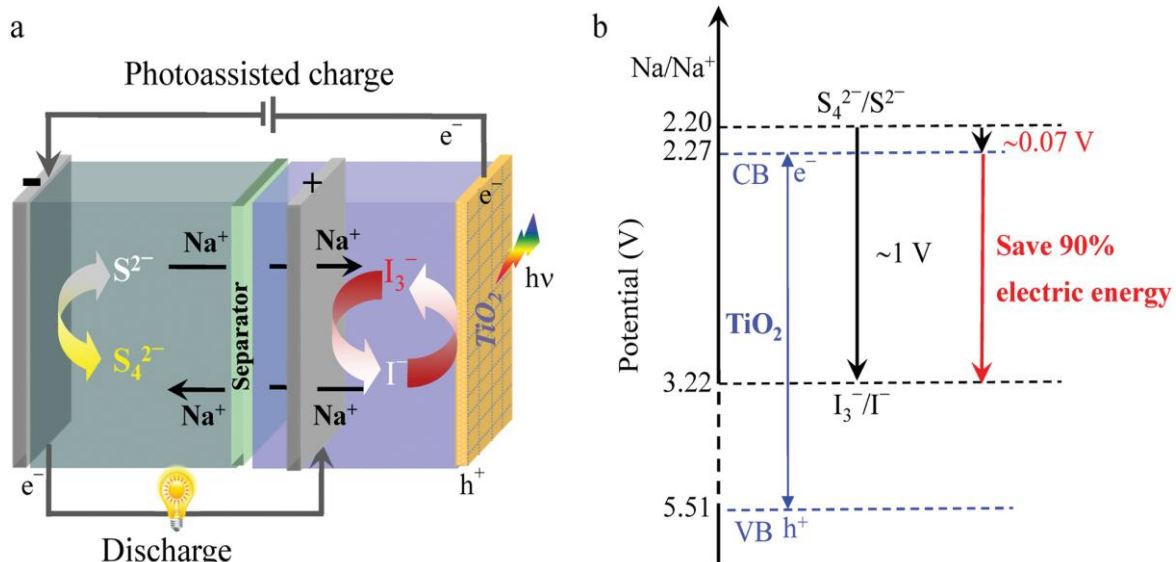 a
Photoassisted charge
e⁻
-
+
e⁻
Na⁺
Na⁺
S²⁻
I₃⁻
hν
Separator
TiO₂
S₄²⁻
I⁻
Na⁺
Na⁺
e⁻
h⁺
Discharge
b
Na/Na⁺
S₄²⁻/S²⁻
2.20
~0.07 V
2.27
CB
e⁻
Potential (V)
~1 V
Save 90%
electric energy
TiO₂
3.22
I₃⁻/I⁻
5.51
VB
h⁺